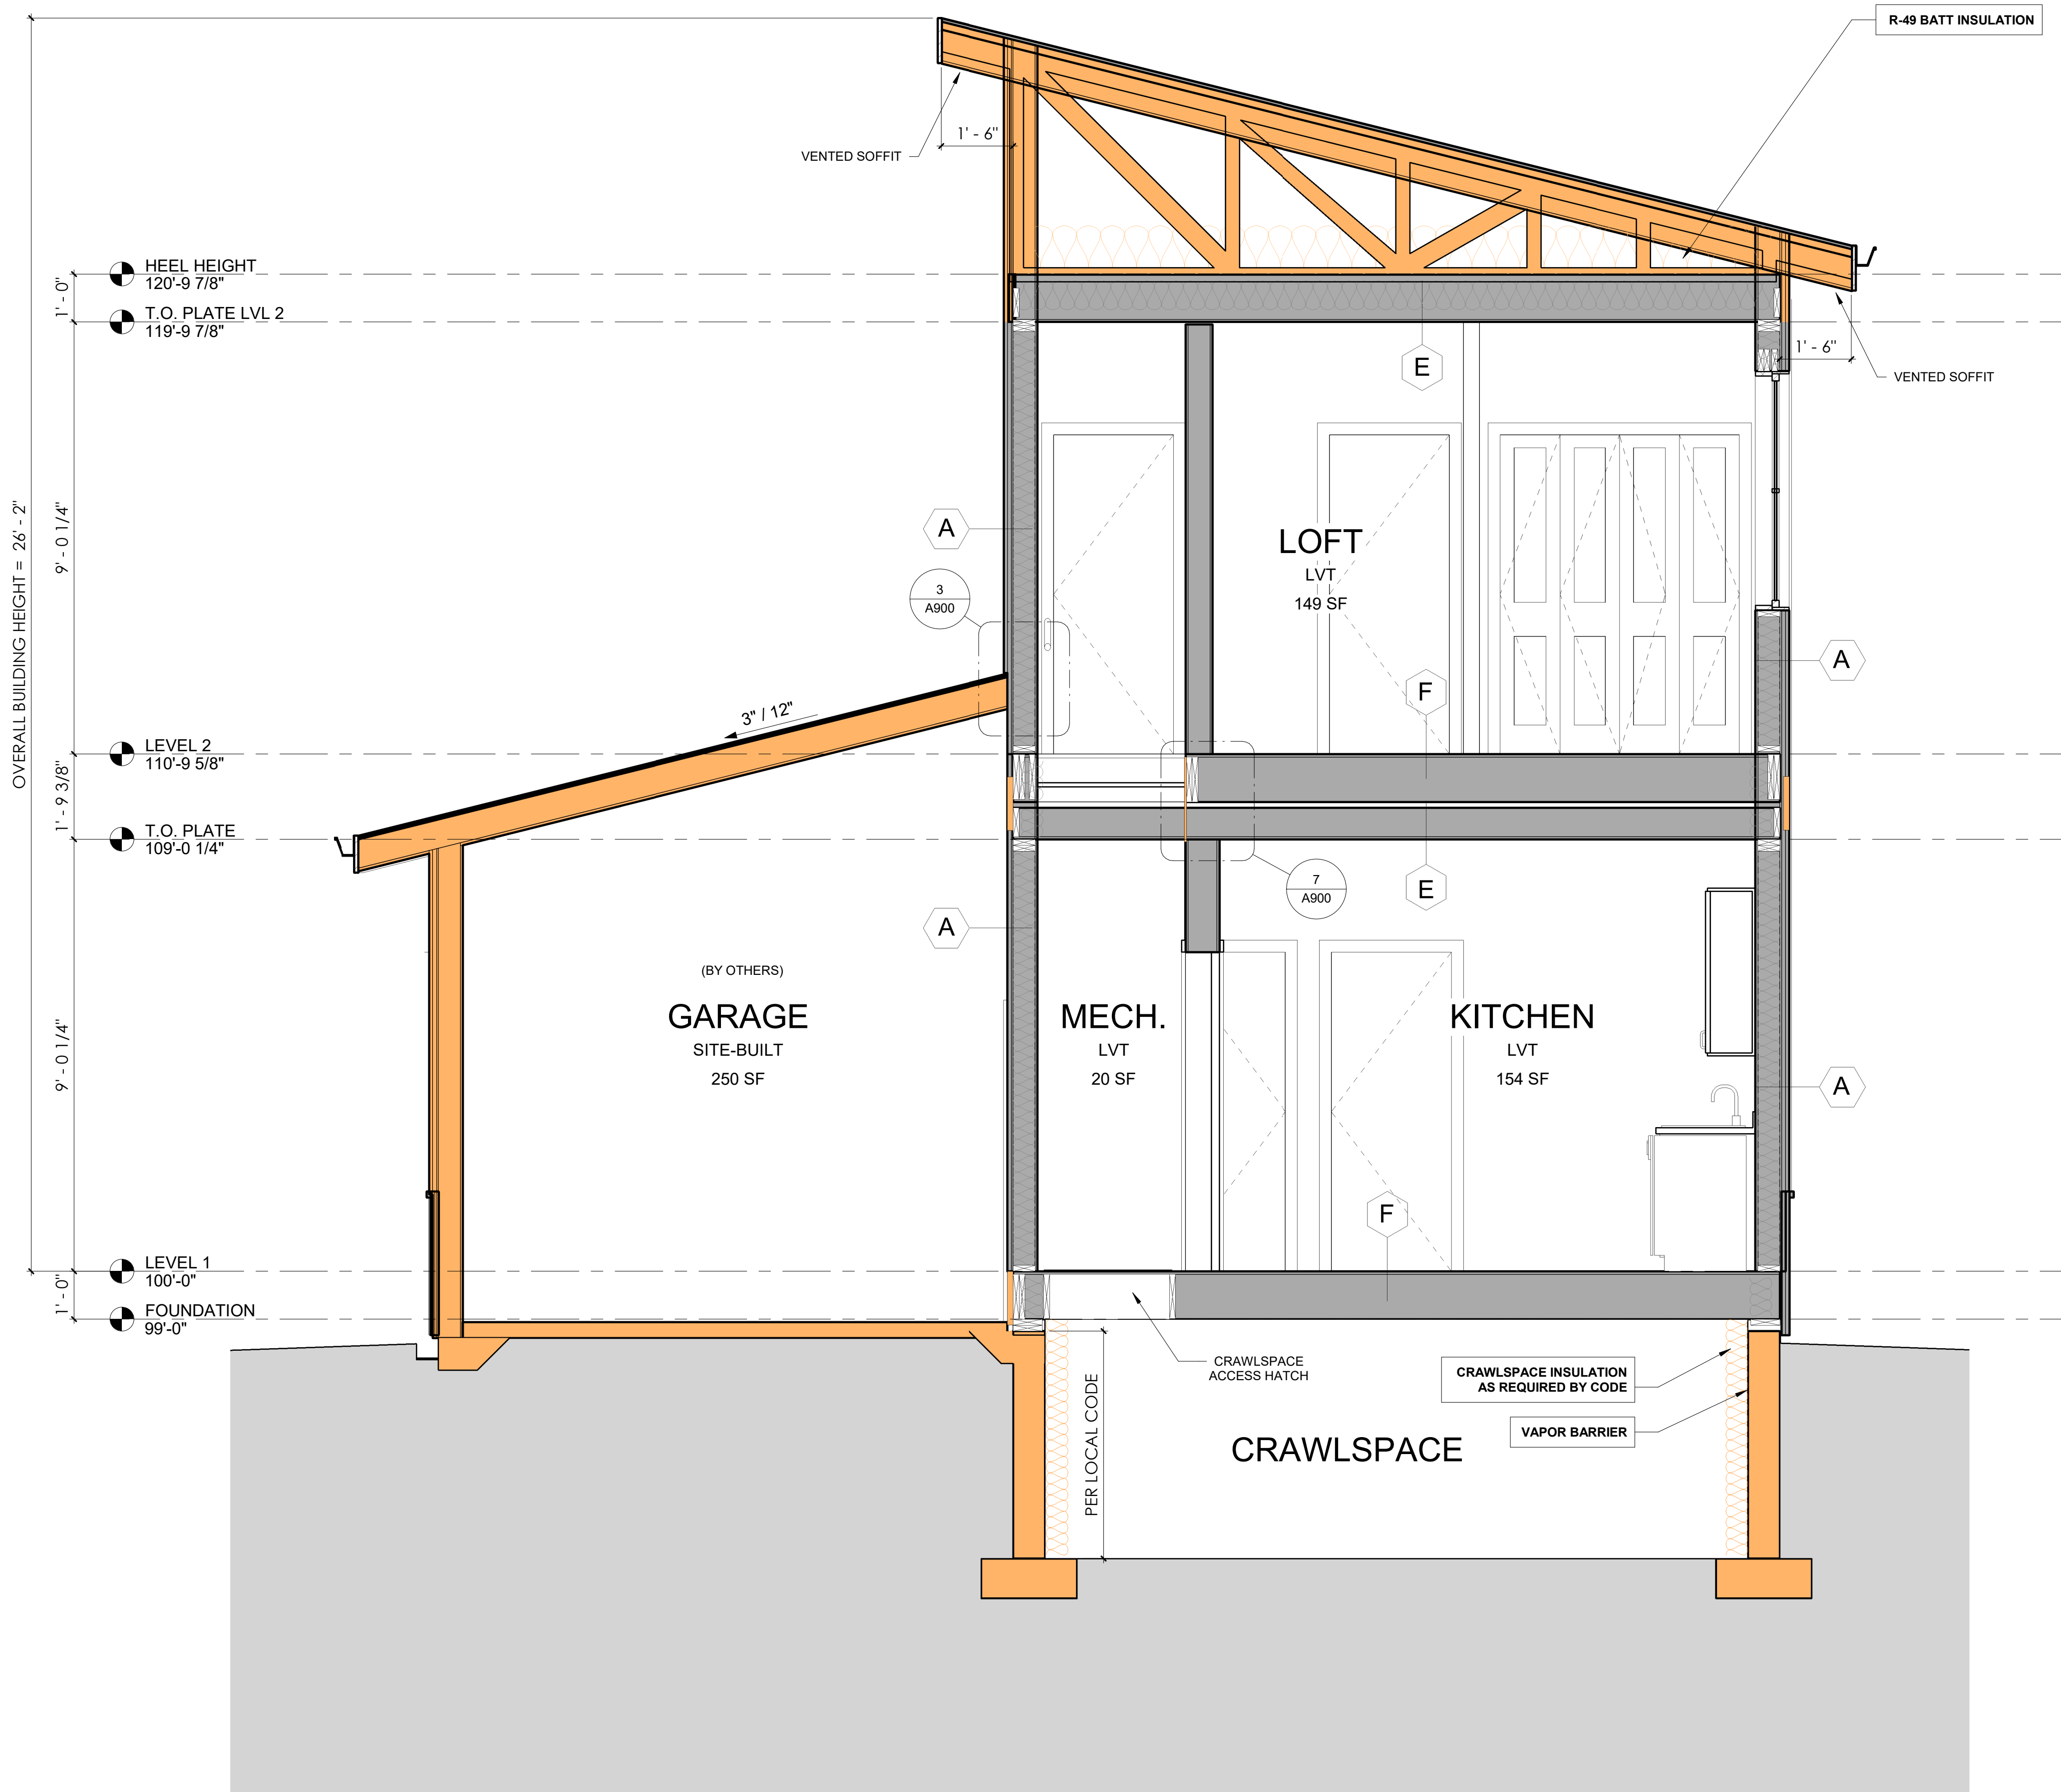 R-49 BATT INSULATION
1' - 6"
VENTED SOFFIT
HEEL HEIGHT
120'-9 7/8"
1' - 0"
T.O. PLATE LVL 2
119'-9 7/8"
E
1' - 6"
VENTED SOFFIT
OVERALL BUILDING HEIGHT = 26' - 2"
9' - 0 1/4"
A
LOFT
LVT
149 SF
3
A900
A
F
3" / 12"
LEVEL 2
110'-9 5/8"
1' - 9 3/8"
T.O. PLATE
109'-0 1/4"
7
A900
E
A
(BY OTHERS)
GARAGE
SITE-BUILT
250 SF
MECH.
LVT
20 SF
KITCHEN
LVT
154 SF
9' - 0 1/4"
A
F
LEVEL 1
100'-0"
1' - 0"
FOUNDATION
99'-0"
CRAWLSPACE
ACCESS HATCH
CRAWLSPACE INSULATION
AS REQUIRED BY CODE
PER LOCAL CODE
VAPOR BARRIER
CRAWLSPACE